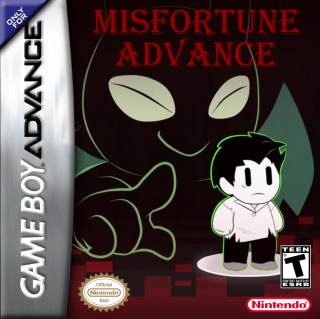 ONLY
FOR
GAME BOY ADVANCE
MISFORTUNE
ADVANCE
Official
Nintendo
Seal
TEEN
T
ESRB
Nintendo